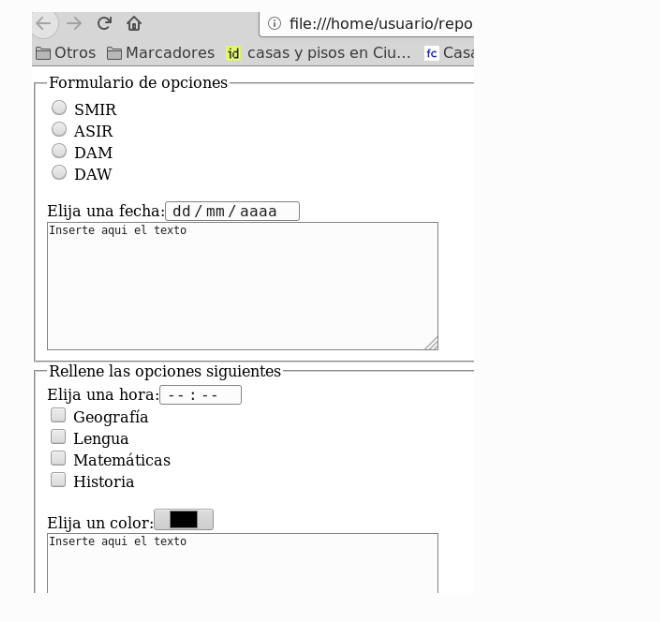 file:///home/usuario/repo
Otros Marcadores id casas y pisos en Ciu... fc Casa
Formulario de opciones
SMIR
ASIR
DAM
DAW
Elija una fecha: dd / mm / aaaa
Inserte aqui el texto
Rellene las opciones siguientes
Elija una hora: -- : --
Geografía
Lengua
Matemáticas
Historia
Elija un color:
Inserte aqui el texto